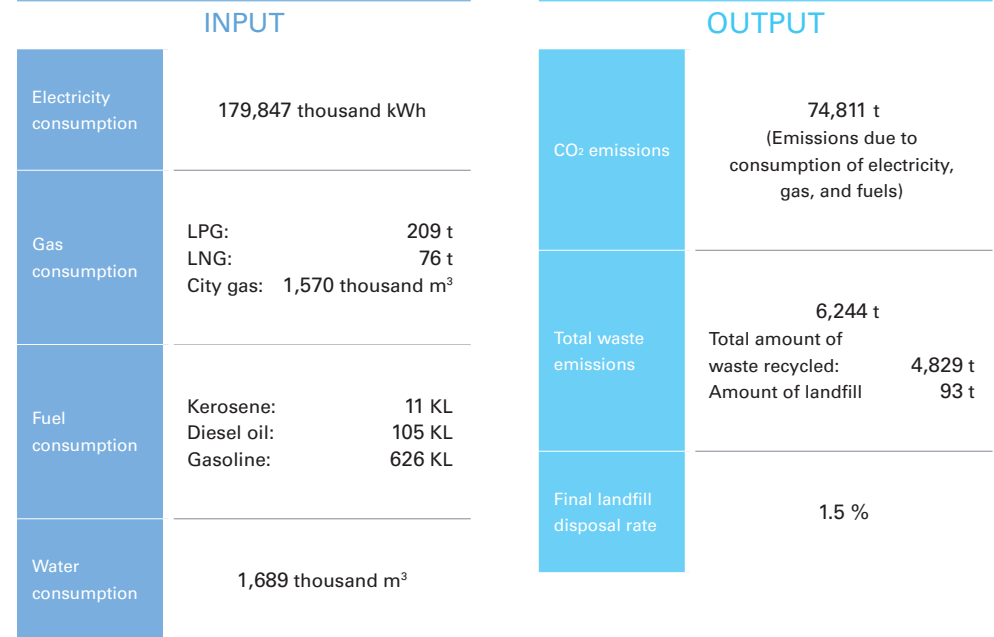 INPUT
Electricity
consumption
179,847 thousand kWh
Gas
consumption
LPG: 209 t
LNG: 76 t
City gas: 1,570 thousand m³
Fuel
consumption
Kerosene: 11 KL
Diesel oil: 105 KL
Gasoline: 626 KL
Water
consumption
1,689 thousand m³
OUTPUT
CO₂ emissions
74,811 t
(Emissions due to
consumption of electricity,
gas, and fuels)
Total waste
emissions
6,244 t
Total amount of
waste recycled: 4,829 t
Amount of landfill 93 t
Final landfill
disposal rate
1.5 %